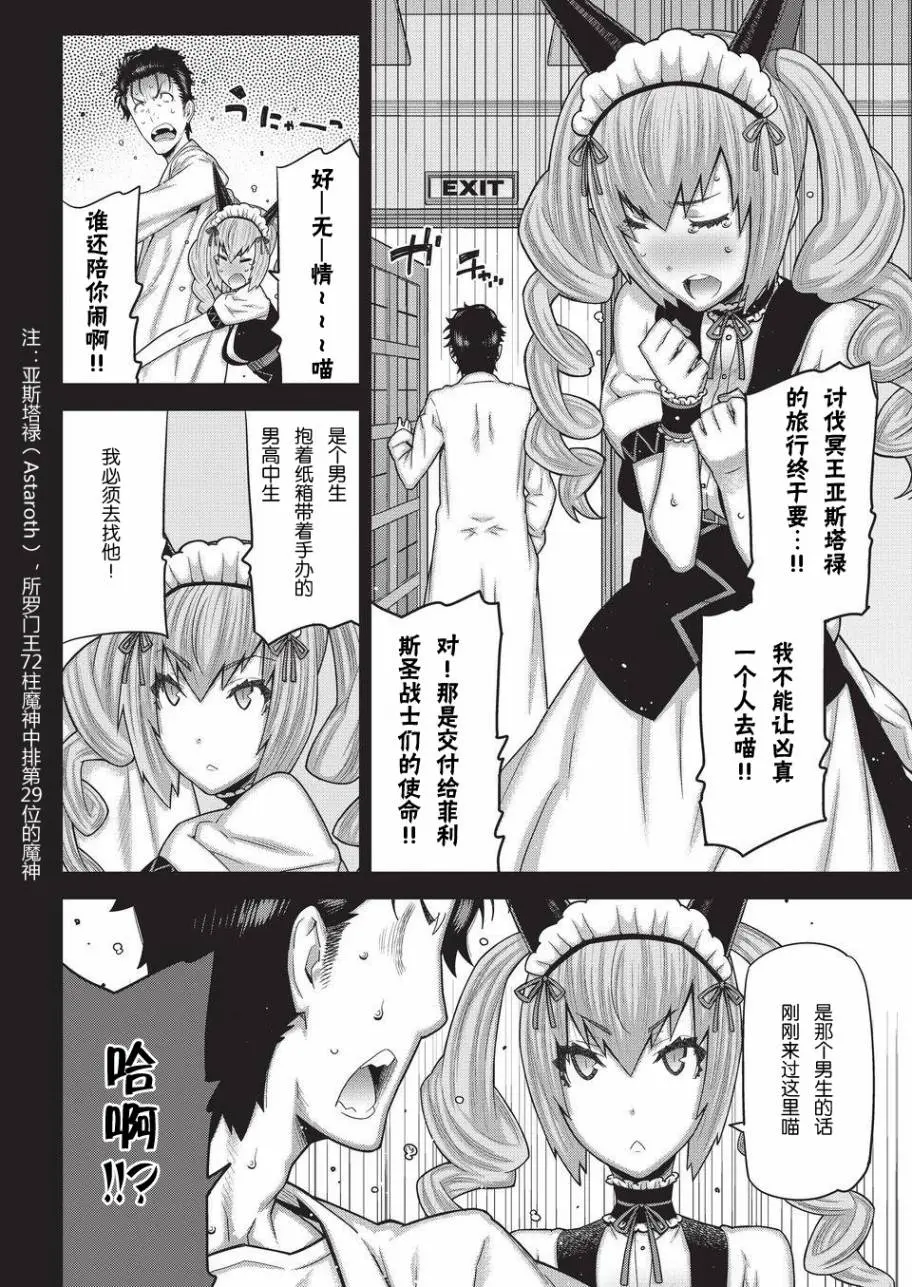 EXIT
讨伐冥王亚斯塔禄
的旅行终于要…!!
我不能让凶真
一个人去喵!!
对！那是交付给菲利
斯圣战士们的使命!!
ガチャ
うにゃーっ
好—无—情～～～喵
谁还陪你闹啊!!
是个男生
抱着纸箱带着手办的
男高中生
我必须去找他！
是那个男生的话
刚刚来过这里喵
哈啊!!?
注：亚斯塔禄（Astaroth），所罗门王72柱魔神中排第29位的魔神